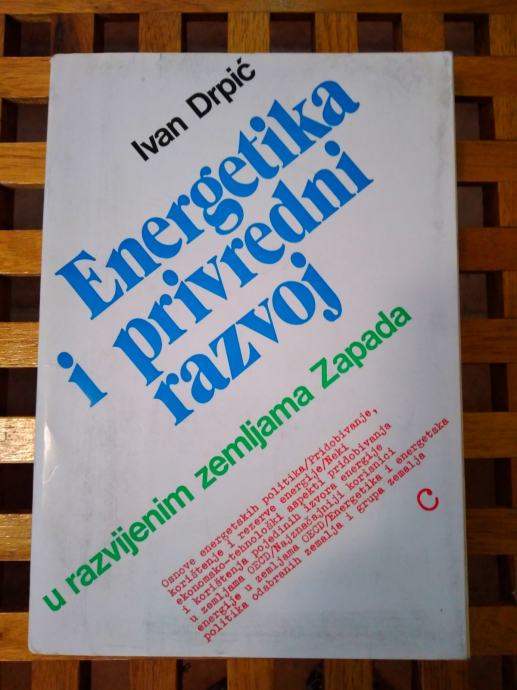 Ivan Drpić
Energetika
i privredni
razvoj
u razvijenim zemljama Zapada
Osnove energetskih politika/Pridobivanje,
korištenje i rezerve energije/Neki
ekonomsko-tehnološki aspekti pridobivanja
i korištenja pojedinih izvora energije
u zemljama OECD/Najznačajniji korisnici
energije u zemljama OECD/Energetika i energetska
politika odabranih zemalja i grupa zemalja
C